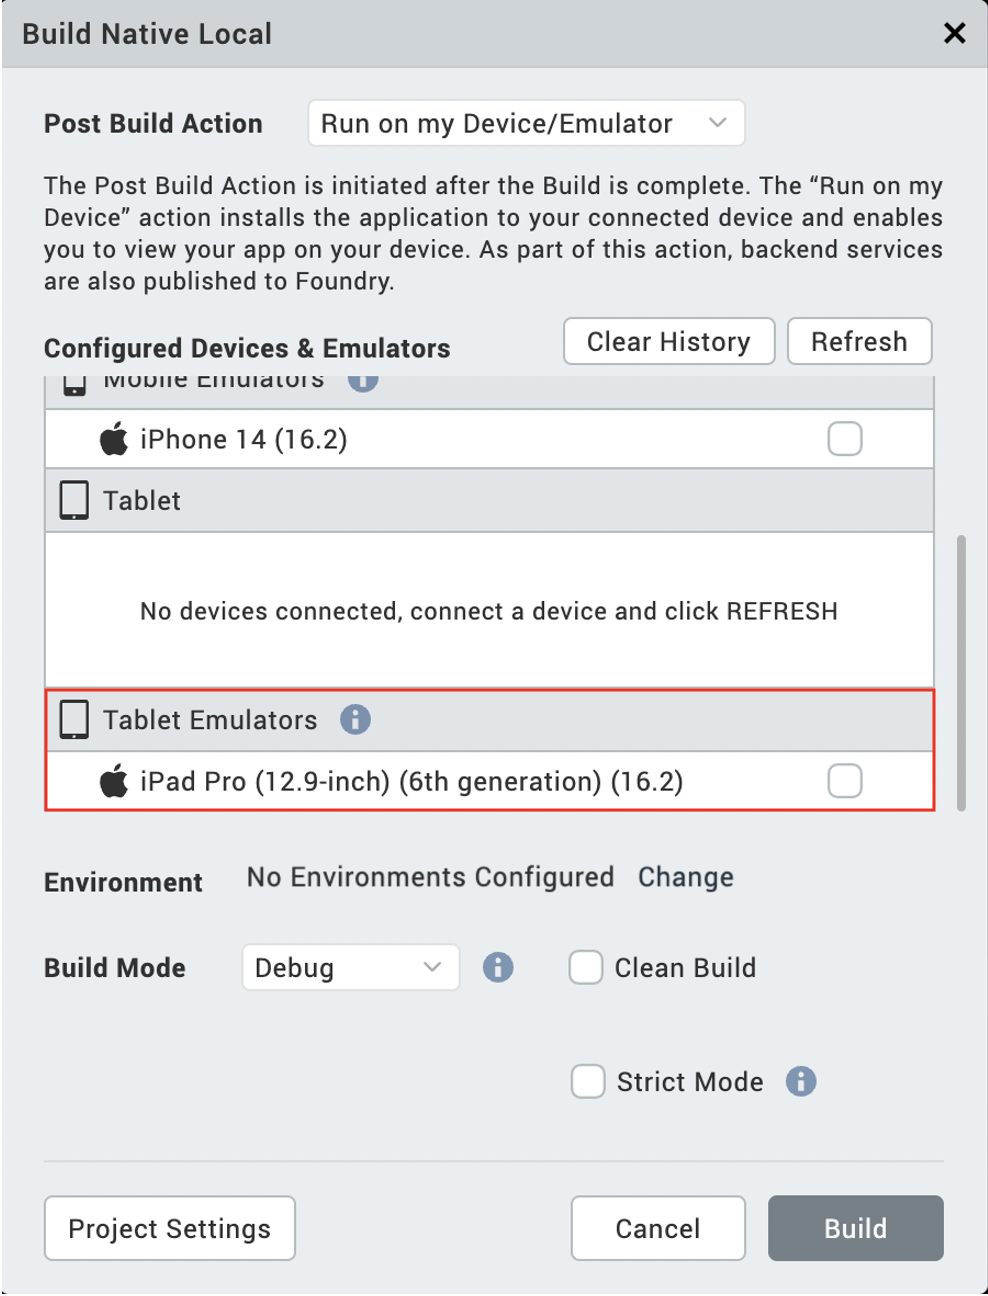 Build Native Local
Post Build Action
Run on my Device/Emulator
The Post Build Action is initiated after the Build is complete. The “Run on my
Device” action installs the application to your connected device and enables
you to view your app on your device. As part of this action, backend services
are also published to Foundry.
Configured Devices & Emulators
Clear History
Refresh
Mobile Emulators
iPhone 14 (16.2)
Tablet
No devices connected, connect a device and click REFRESH
Tablet Emulators
iPad Pro (12.9-inch) (6th generation) (16.2)
Environment
No Environments Configured
Change
Build Mode
Debug
Clean Build
Strict Mode
Project Settings
Cancel
Build